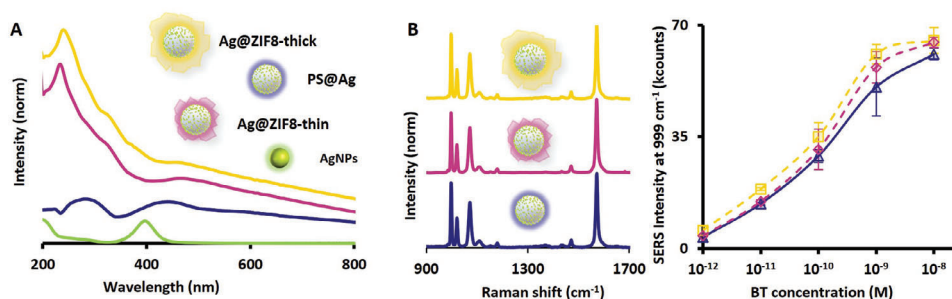 A
Ag@ZIF8-thick
PS@Ag
Ag@ZIF8-thin
AgNPs
Intensity (norm)
200 400 600 800
Wavelength (nm)
B
Intensity (norm)
900 1300 1700
Raman shift (cm-1)
SERS Intensity at 999 cm-1 (kcounts)
70
35
0
10-12 10-11 10-10 10-9 10-8
BT concentration (M)